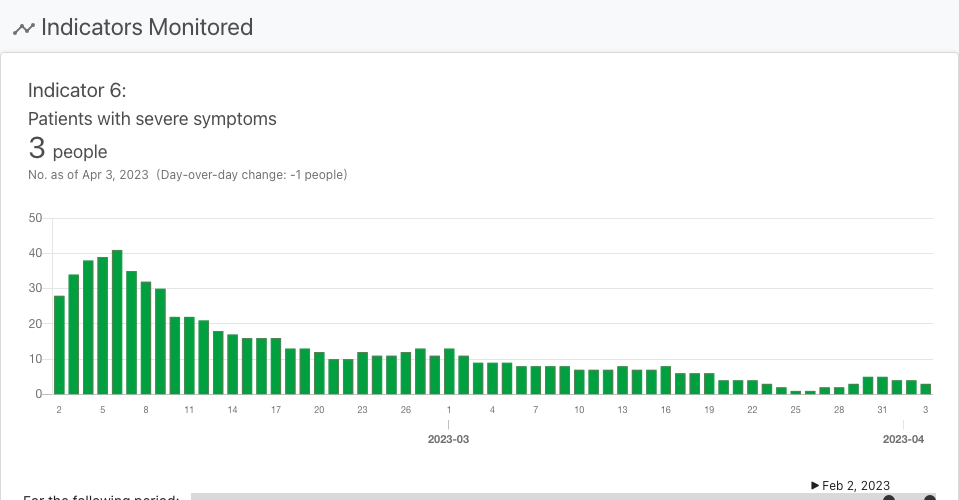 Indicators Monitored
Indicator 6:
Patients with severe symptoms
3 people
No. as of Apr 3, 2023 (Day-over-day change: -1 people)
50
40
30
20
10
0
2 5 8 11 14 17 20 23 26 1 4 7 10 13 16 19 22 25 28 31 3
2023-03 2023-04
▶ Feb 2, 2023
For the following period: